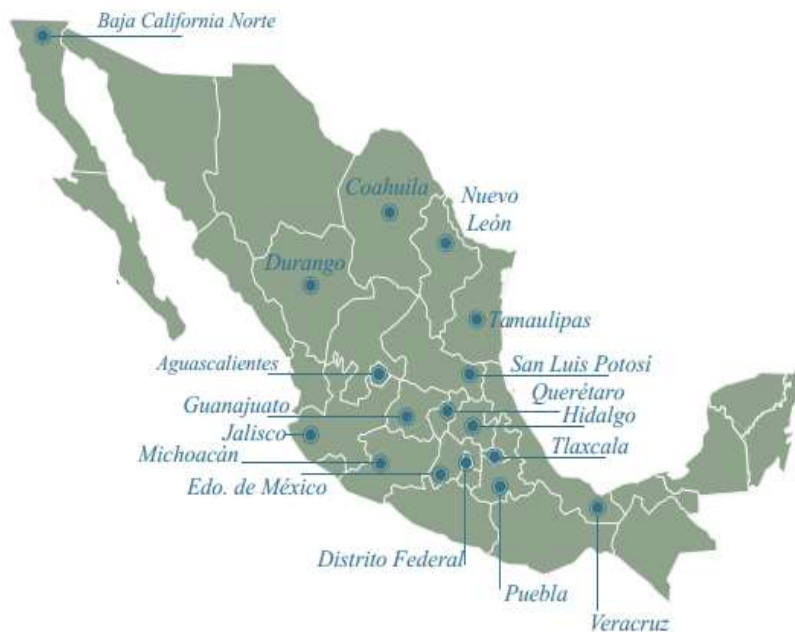 Baja California Norte
Coahuila
Nuevo
León
Durango
Tamaulipas
Aguascalientes
San Luis Potosí
Querétaro
Guanajuato
Hidalgo
Jalisco
Michoacán
Tlaxcala
Edo. de México
Distrito Federal
Puebla
Veracruz